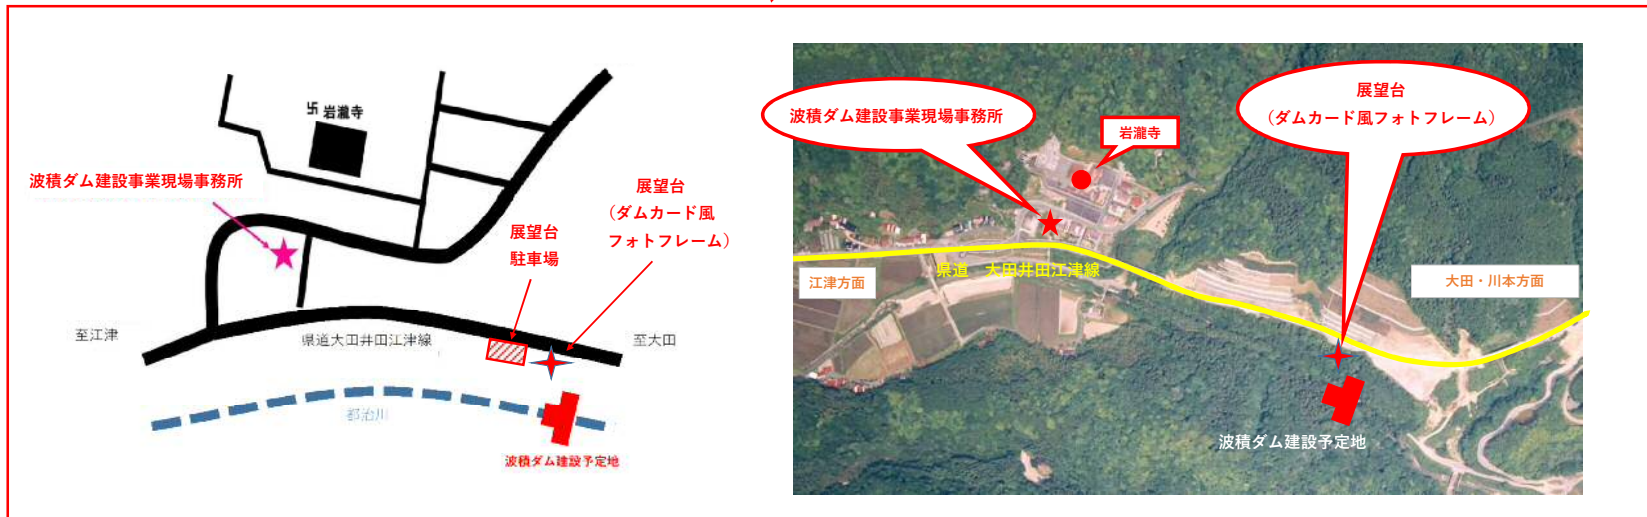 卐 岩瀧寺
波積ダム建設事業現場事務所
展望台
（ダムカード風
フォトフレーム）
展望台
駐車場
至江津
県道大田井田江津線
至大田
都治川
波積ダム建設予定地
波積ダム建設事業現場事務所
岩瀧寺
展望台
（ダムカード風フォトフレーム）
県道　大田井田江津線
江津方面
大田・川本方面
波積ダム建設予定地